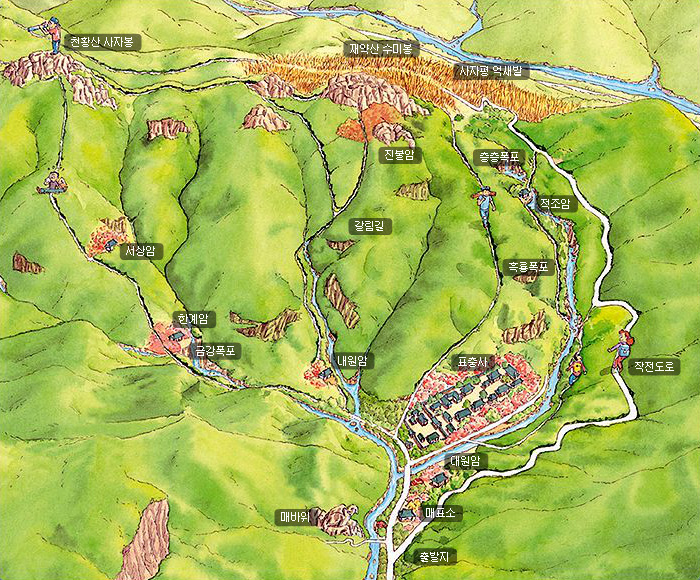 천황산 사자봉
재약산 수미봉
사자평 억새밭
진불암
층층폭포
적조암
갈림길
서상암
흑룡폭포
한계암
금강폭포
내원암
표충사
작전도로
대원암
매바위
매표소
출발지